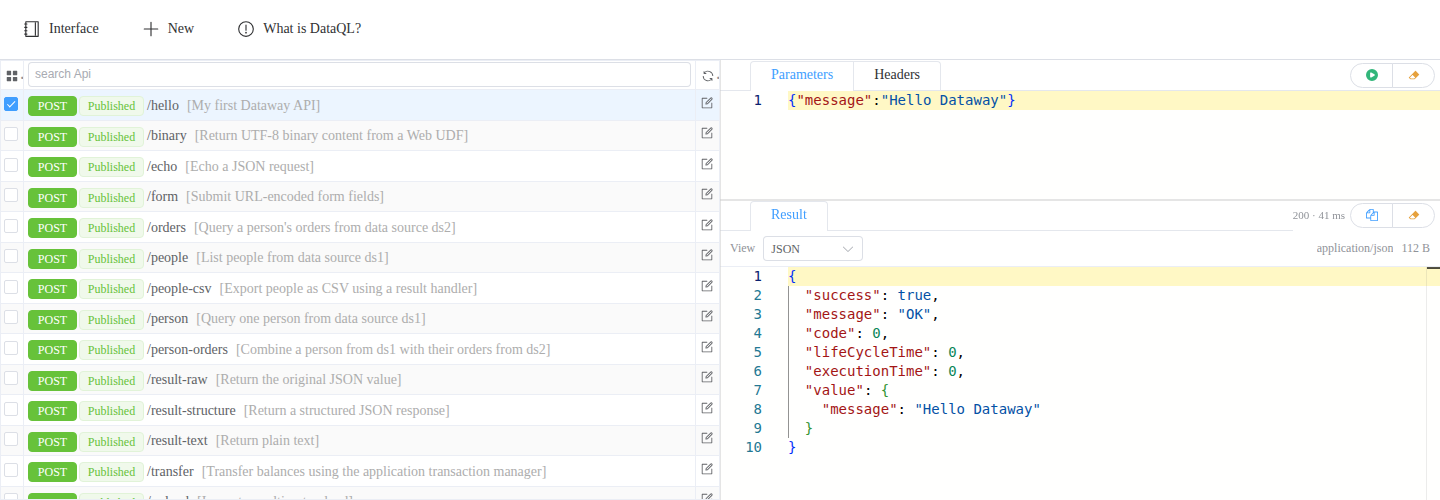 Interface New What is DataQL?
search Api
POST Published /hello [My first Dataway API]
POST Published /binary [Return UTF-8 binary content from a Web UDF]
POST Published /echo [Echo a JSON request]
POST Published /form [Submit URL-encoded form fields]
POST Published /orders [Query a person's orders from data source ds2]
POST Published /people [List people from data source ds1]
POST Published /people-csv [Export people as CSV using a result handler]
POST Published /person [Query one person from data source ds1]
POST Published /person-orders [Combine a person from ds1 with their orders from ds2]
POST Published /result-raw [Return the original JSON value]
POST Published /result-structure [Return a structured JSON response]
POST Published /result-text [Return plain text]
POST Published /transfer [Transfer balances using the application transaction manager]
Parameters Headers
1 {"message":"Hello Dataway"}
Result 200 · 41 ms
View JSON application/json 112 B
1 {
2 "success": true,
3 "message": "OK",
4 "code": 0,
5 "lifeCycleTime": 0,
6 "executionTime": 0,
7 "value": {
8 "message": "Hello Dataway"
9 }
10 }